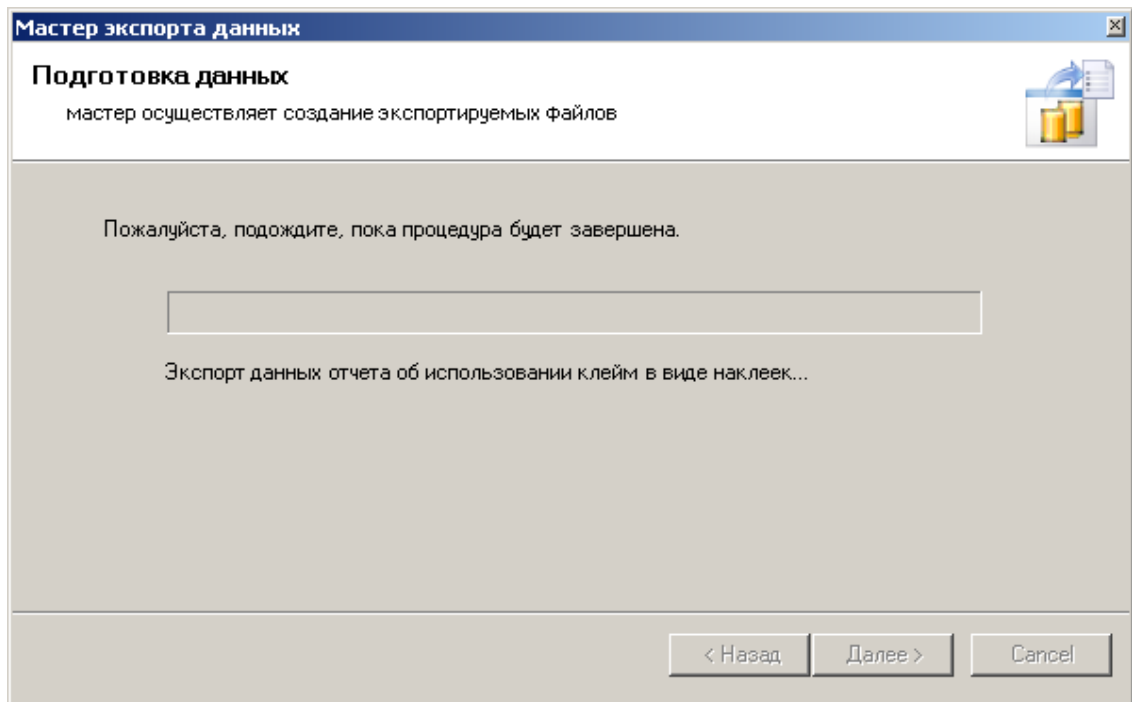 Мастер экспорта данных
Подготовка данных
мастер осуществляет создание экспортируемых файлов
Пожалуйста, подождите, пока процедура будет завершена.
Экспорт данных отчета об использовании клейм в виде наклеек...
< Назад Далее > Cancel